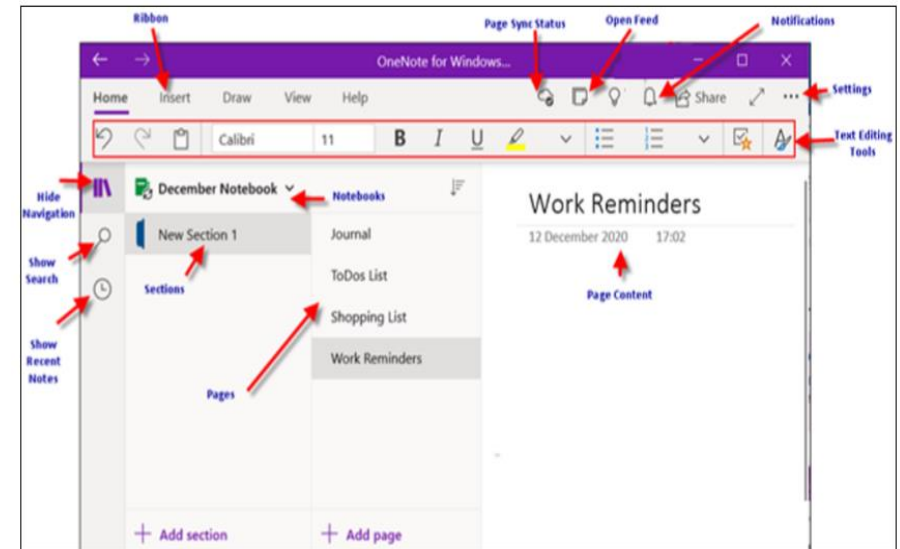 Ribbon
Page Sync Status
Open Feed
Notifications
OneNote for Windows...
Home Insert Draw View Help Share
Settings
Calibri 11 B I U
Text Editing
Tools
Hide
Navigation
December Notebook
Notebooks
Work Reminders
New Section 1
Journal
12 December 2020 17:02
Show
Search
Sections
ToDos List
Page Content
Shopping List
Show
Recent
Notes
Work Reminders
Pages
+ Add section
+ Add page